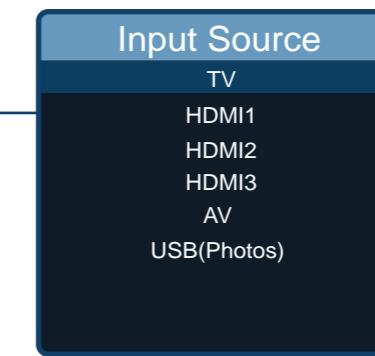 Input Source
TV
HDMI1
HDMI2
HDMI3
AV
USB(Photos)